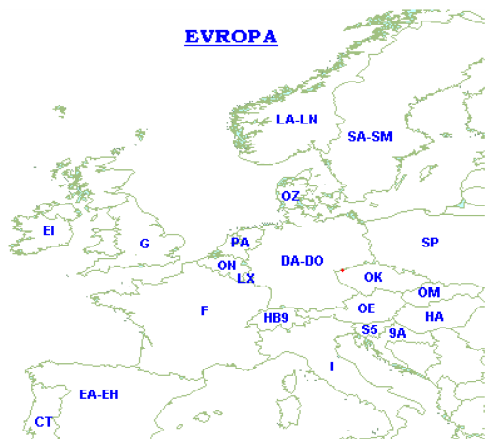 EVROPA
LA-LN
SA-SM
OZ
EI
G
PA
SP
ON
DA-DO
LX
OK
OM
F
HB9
OE
HA
S5
9A
I
EA-EH
CT